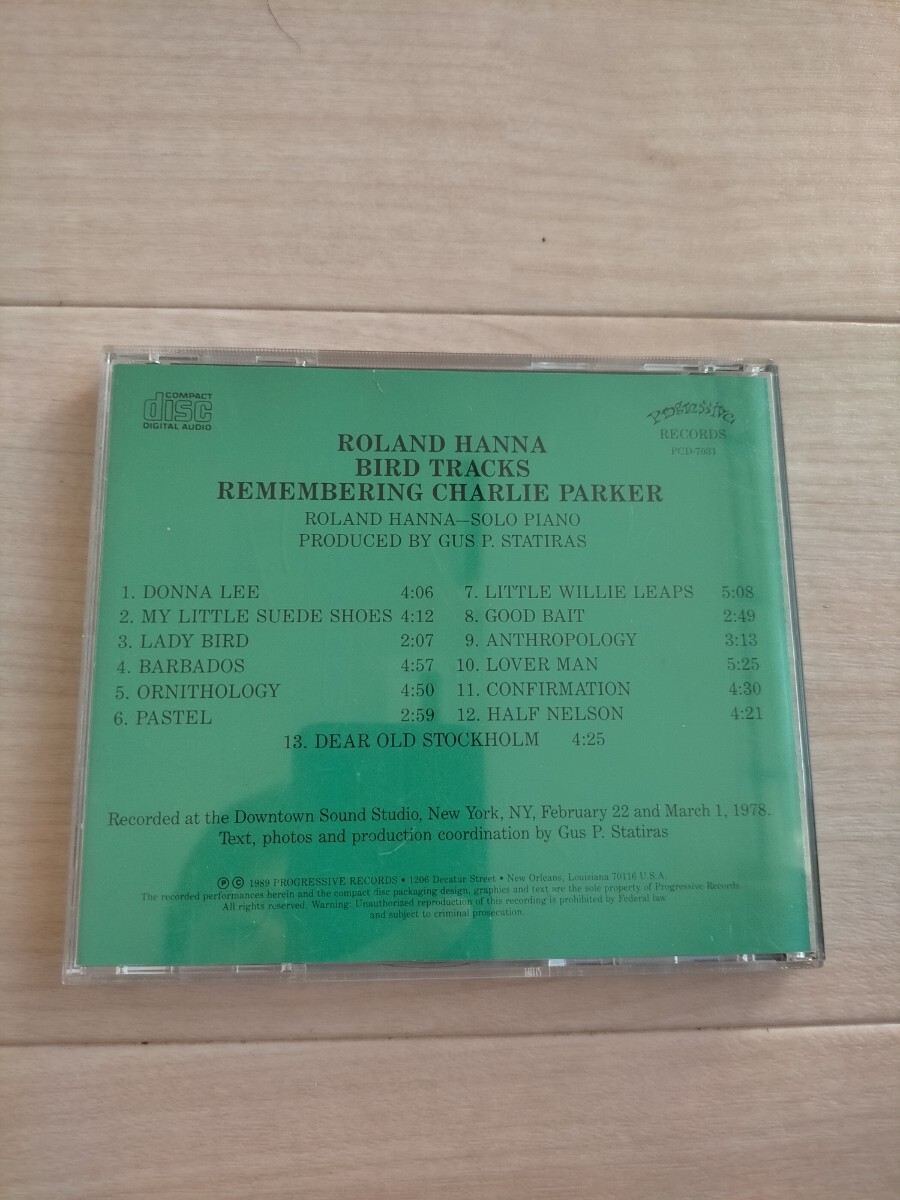 COMPACT
disc
DIGITAL AUDIO
Progressive
RECORDS
PCD-7031
ROLAND HANNA
BIRD TRACKS
REMEMBERING CHARLIE PARKER
ROLAND HANNA—SOLO PIANO
PRODUCED BY GUS P. STATIRAS
1. DONNA LEE 4:06
2. MY LITTLE SUEDE SHOES 4:12
3. LADY BIRD 2:07
4. BARBADOS 4:57
5. ORNITHOLOGY 4:50
6. PASTEL 2:59
7. LITTLE WILLIE LEAPS 5:08
8. GOOD BAIT 2:49
9. ANTHROPOLOGY 3:13
10. LOVER MAN 5:25
11. CONFIRMATION 4:30
12. HALF NELSON 4:21
13. DEAR OLD STOCKHOLM 4:25
Recorded at the Downtown Sound Studio, New York, NY, February 22 and March 1, 1978.
Text, photos and production coordination by Gus P. Statiras
Ⓟ © 1989 PROGRESSIVE RECORDS • 1206 Decatur Street • New Orleans, Louisiana 70116 U.S.A.
The recorded performances herein and the compact disc packaging design, graphics and text are the sole property of Progressive Records.
All rights reserved. Warning: Unauthorized reproduction of this recording is prohibited by Federal law
and subject to criminal prosecution.